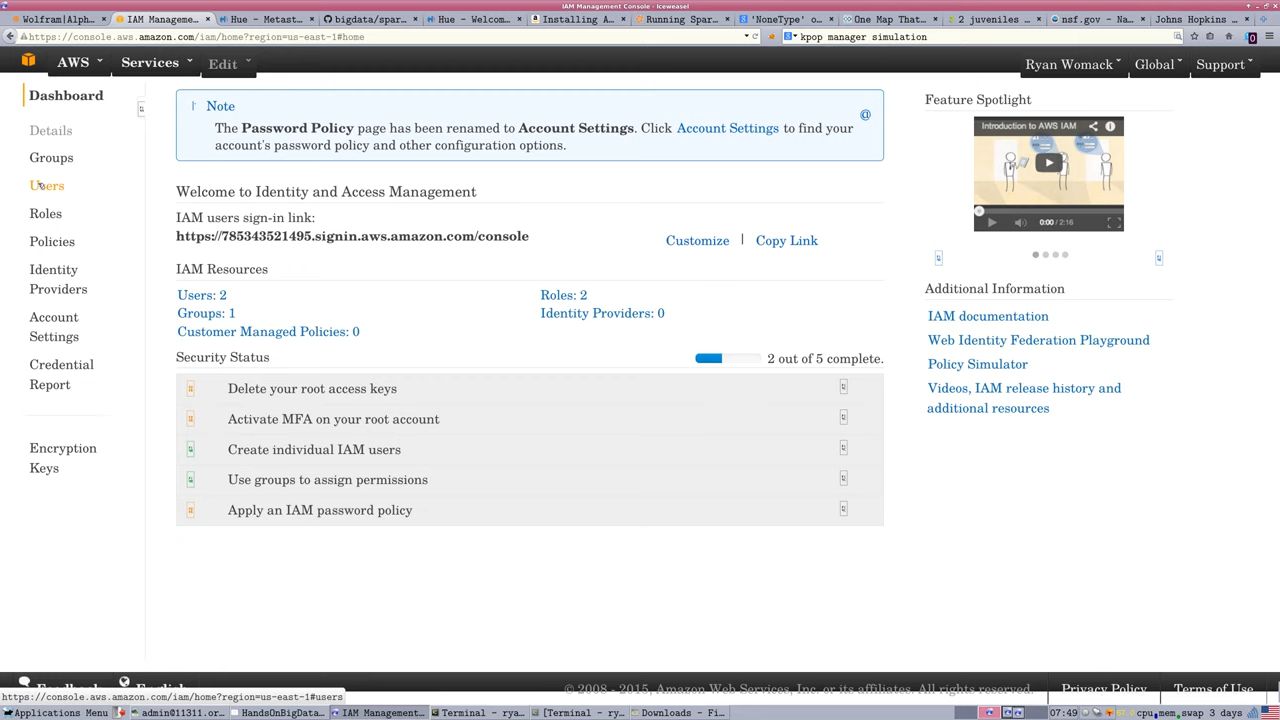 IAM Management Console - Iceweasel
Wolfram|Alph...
IAM Manageme...
Hue - Metast...
bigdata/spar...
Hue - Welcom...
Installing A...
Running Spar...
'NoneType' ...
One Map That...
2 juveniles ...
nsf.gov - Na...
Johns Hopkins ...
https://console.aws.amazon.com/iam/home?region=us-east-1#home
kpop manager simulation
0
AWS
Services
Edit
Ryan Womack
Global
Support
Dashboard
Details
Groups
Users
Roles
Policies
Identity
Providers
Account
Settings
Credential
Report
Encryption
Keys
Note
The Password Policy page has been renamed to Account Settings. Click Account Settings to find your
account's password policy and other configuration options.
Welcome to Identity and Access Management
IAM users sign-in link:
https://785343521495.signin.aws.amazon.com/console
Customize | Copy Link
IAM Resources
Users: 2
Roles: 2
Groups: 1
Identity Providers: 0
Customer Managed Policies: 0
Security Status
2 out of 5 complete.
Delete your root access keys
Activate MFA on your root account
Create individual IAM users
Use groups to assign permissions
Apply an IAM password policy
Feature Spotlight
Introduction to AWS IAM
0:00 / 2:16
Additional Information
IAM documentation
Web Identity Federation Playground
Policy Simulator
Videos, IAM release history and
additional resources
© 2008 - 2015, Amazon Web Services, Inc. or its affiliates. All rights reserved.
Privacy Policy
Terms of Use
https://console.aws.amazon.com/iam/home?region=us-east-1#users
Applications Menu
admin@11311.or...
HandsOnBigData...
IAM Management...
Terminal - rya...
[Terminal - ry...
Downloads - Fi...
07:49
cpu mem swap 3 days